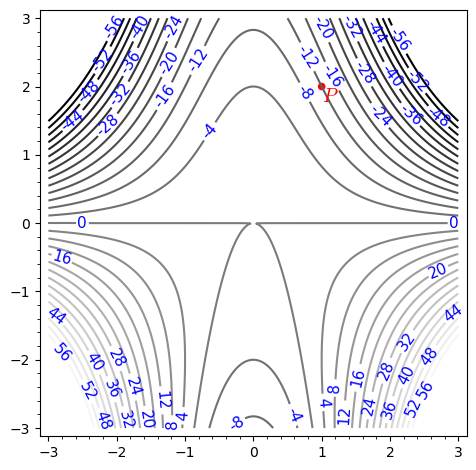 3
-56 -40 -24 -20 -32 -44 -56
-52 -36 -20 -12 -12 -16 -28 -40 -52
2 -48 -32 -16 -8 P -24 -36 -48
-44 -28 -4
1
0 0 0
16 20
−1
44 44
56 40 28 32 48
−2
24 16 28 40
52 36 12 8 4 24 36 52 56
48 32 20 8 4 -8 -4 12
−3
−3 −2 −1 0 1 2 3